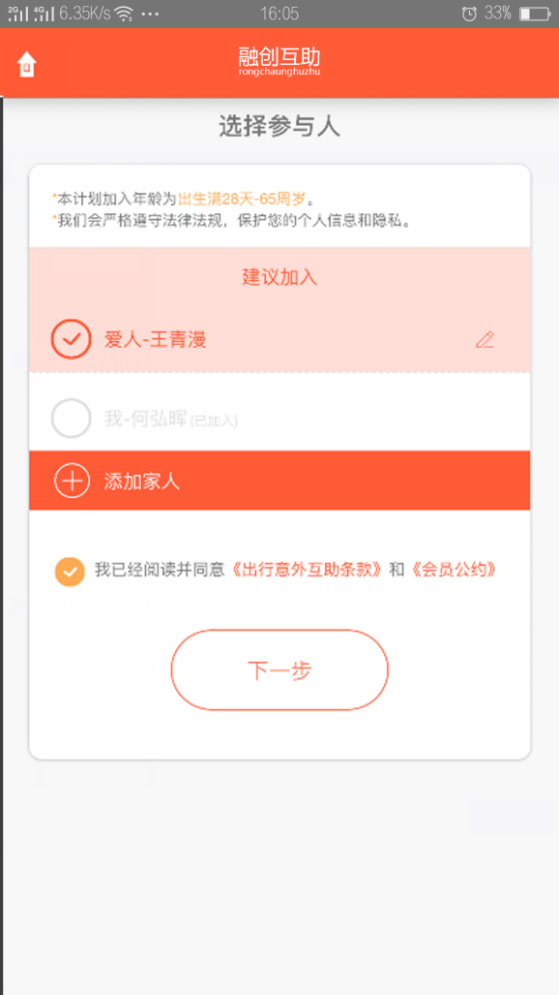 2G 4G 6.35K/s 16:05 33%
融创互助
rongchaunghuzhu
选择参与人
*本计划加入年龄为出生满28天-65周岁。
*我们会严格遵守法律法规，保护您的个人信息和隐私。
建议加入
爱人-王青漫
我-何弘晖(已加入)
添加家人
我已经阅读并同意《出行意外互助条款》和《会员公约》
下一步